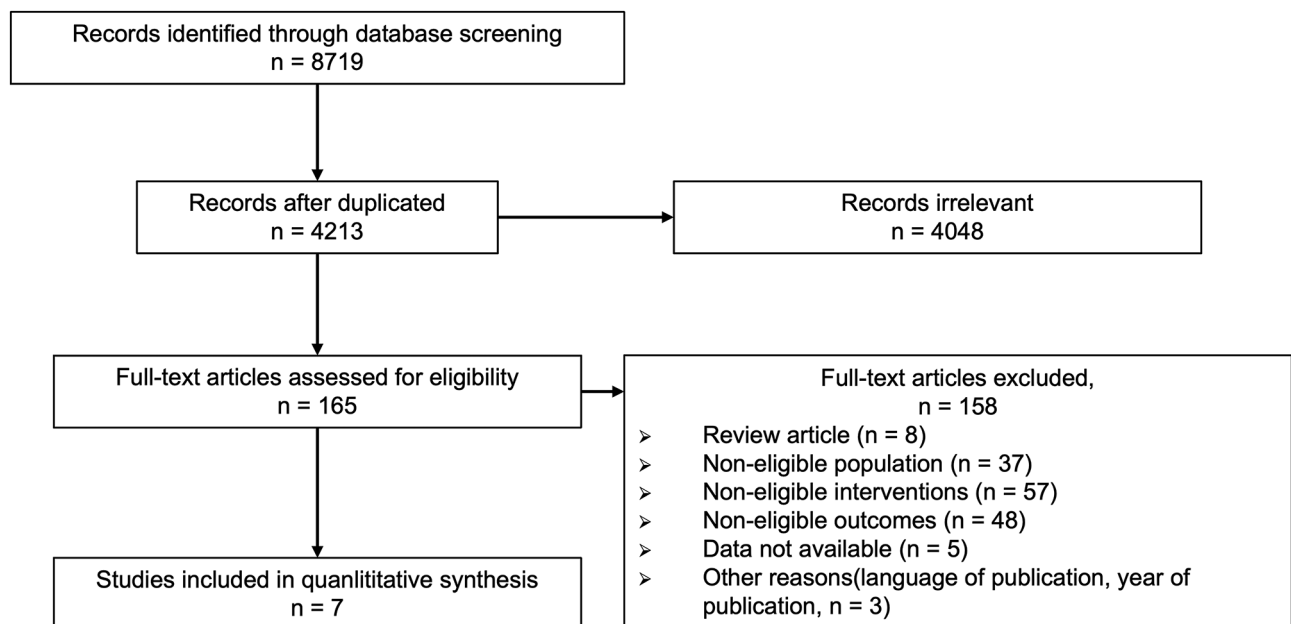 Records identified through database screening
n = 8719
Records after duplicated
n = 4213
Records irrelevant
n = 4048
Full-text articles assessed for eligibility
n = 165
Full-text articles excluded,
n = 158
➢ Review article (n = 8)
➢ Non-eligible population (n = 37)
➢ Non-eligible interventions (n = 57)
➢ Non-eligible outcomes (n = 48)
➢ Data not available (n = 5)
➢ Other reasons(language of publication, year of
publication, n = 3)
Studies included in quanlititative synthesis
n = 7